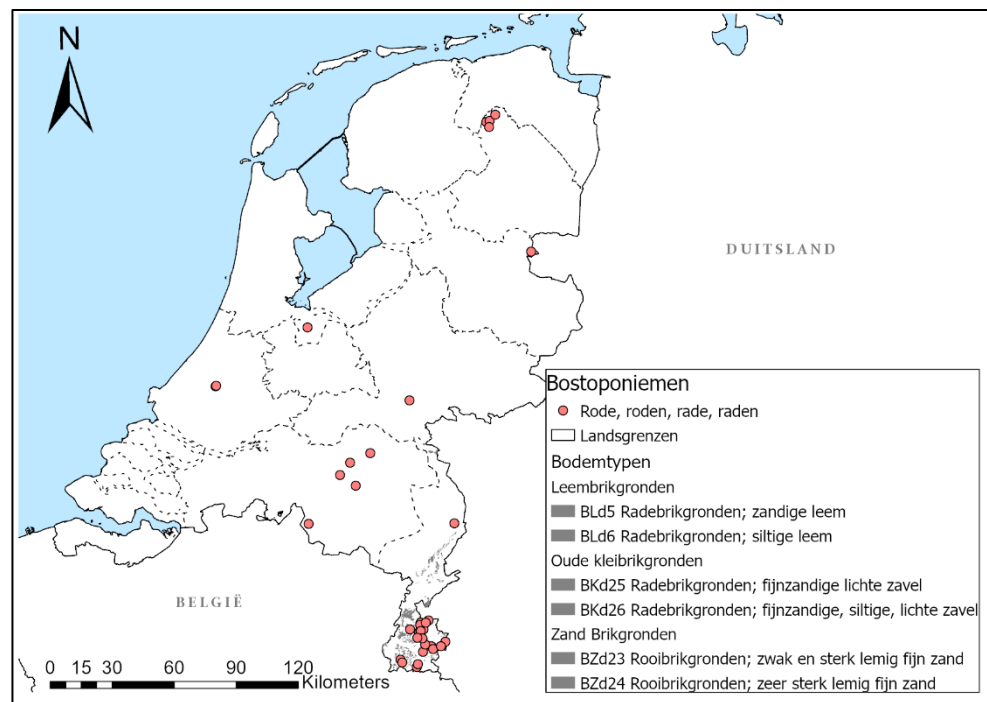 N
DUITSLAND
BELGIË
0 15 30 60 90 120
Kilometers
Bostoponiemen
Rode, roden, rade, raden
Landsgrenzen
Bodemtypen
Leembrikgronden
BLd5 Radebrikgronden; zandige leem
BLd6 Radebrikgronden; siltige leem
Oude kleibrikgronden
BKd25 Radebrikgronden; fijnzandige lichte zavel
BKd26 Radebrikgronden; fijnzandige, siltige, lichte zavel
Zand Brikgronden
BZd23 Rooibrikgronden; zwak en sterk lemig fijn zand
BZd24 Rooibrikgronden; zeer sterk lemig fijn zand